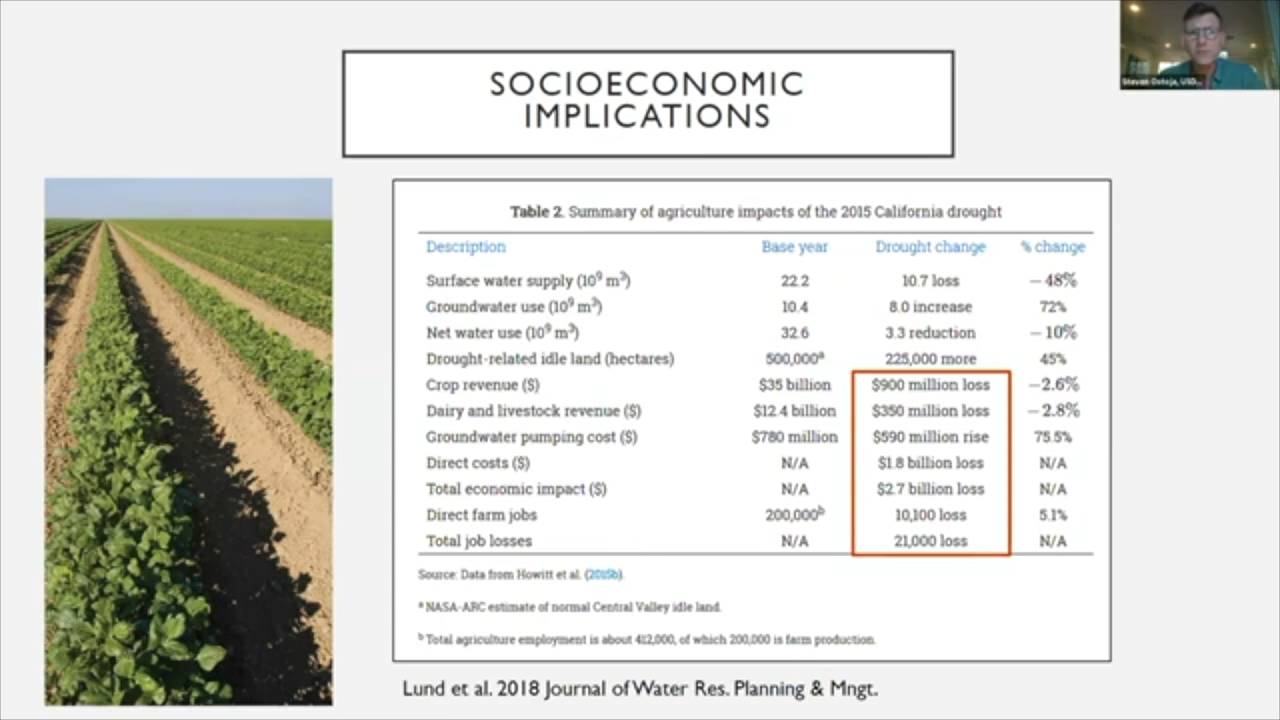 SOCIOECONOMIC
IMPLICATIONS
Steven Ostoja, USD...
Table 2. Summary of agriculture impacts of the 2015 California drought
Description Base year Drought change % change
Surface water supply (10⁹ m³) 22.2 10.7 loss −48%
Groundwater use (10⁹ m³) 10.4 8.0 increase 72%
Net water use (10⁹ m³) 32.6 3.3 reduction −10%
Drought-related idle land (hectares) 500,000ᵃ 225,000 more 45%
Crop revenue ($) $35 billion $900 million loss −2.6%
Dairy and livestock revenue ($) $12.4 billion $350 million loss −2.8%
Groundwater pumping cost ($) $780 million $590 million rise 75.5%
Direct costs ($) N/A $1.8 billion loss N/A
Total economic impact ($) N/A $2.7 billion loss N/A
Direct farm jobs 200,000ᵇ 10,100 loss 5.1%
Total job losses N/A 21,000 loss N/A
Source: Data from Howitt et al. (2015b).
ᵃ NASA-ARC estimate of normal Central Valley idle land.
ᵇ Total agriculture employment is about 412,000, of which 200,000 is farm production.
Lund et al. 2018 Journal of Water Res. Planning & Mngt.